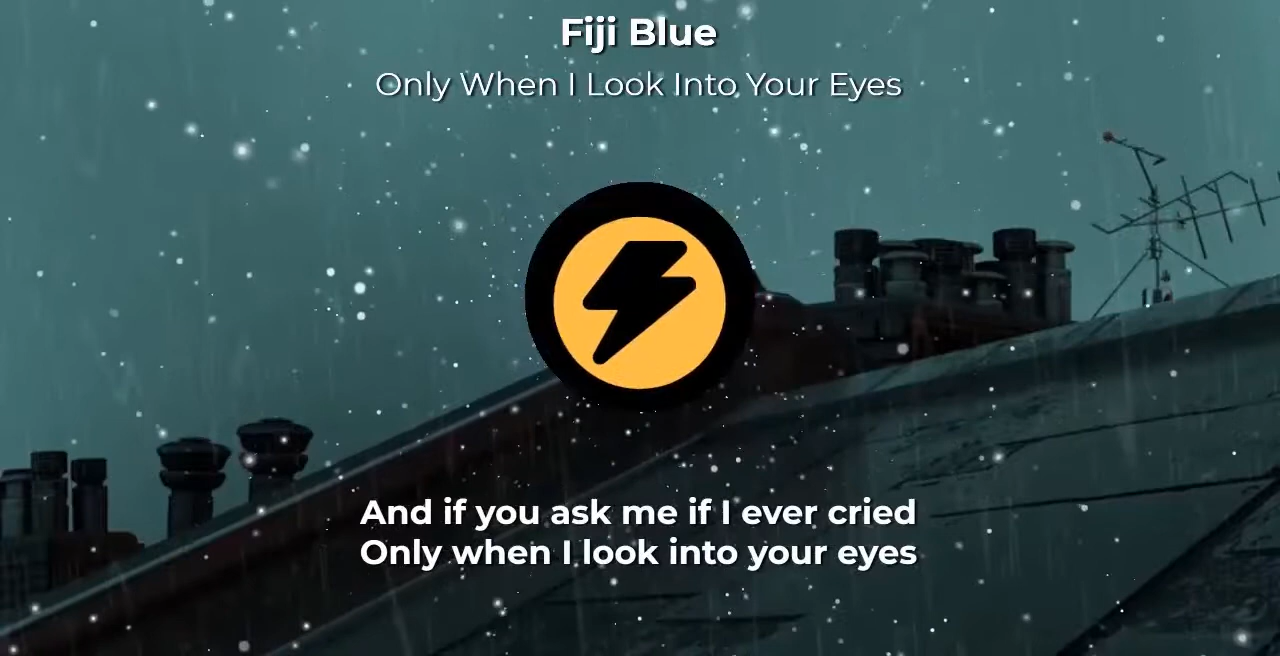 Fiji Blue
Only When I Look Into Your Eyes
And if you ask me if I ever cried
Only when I look into your eyes